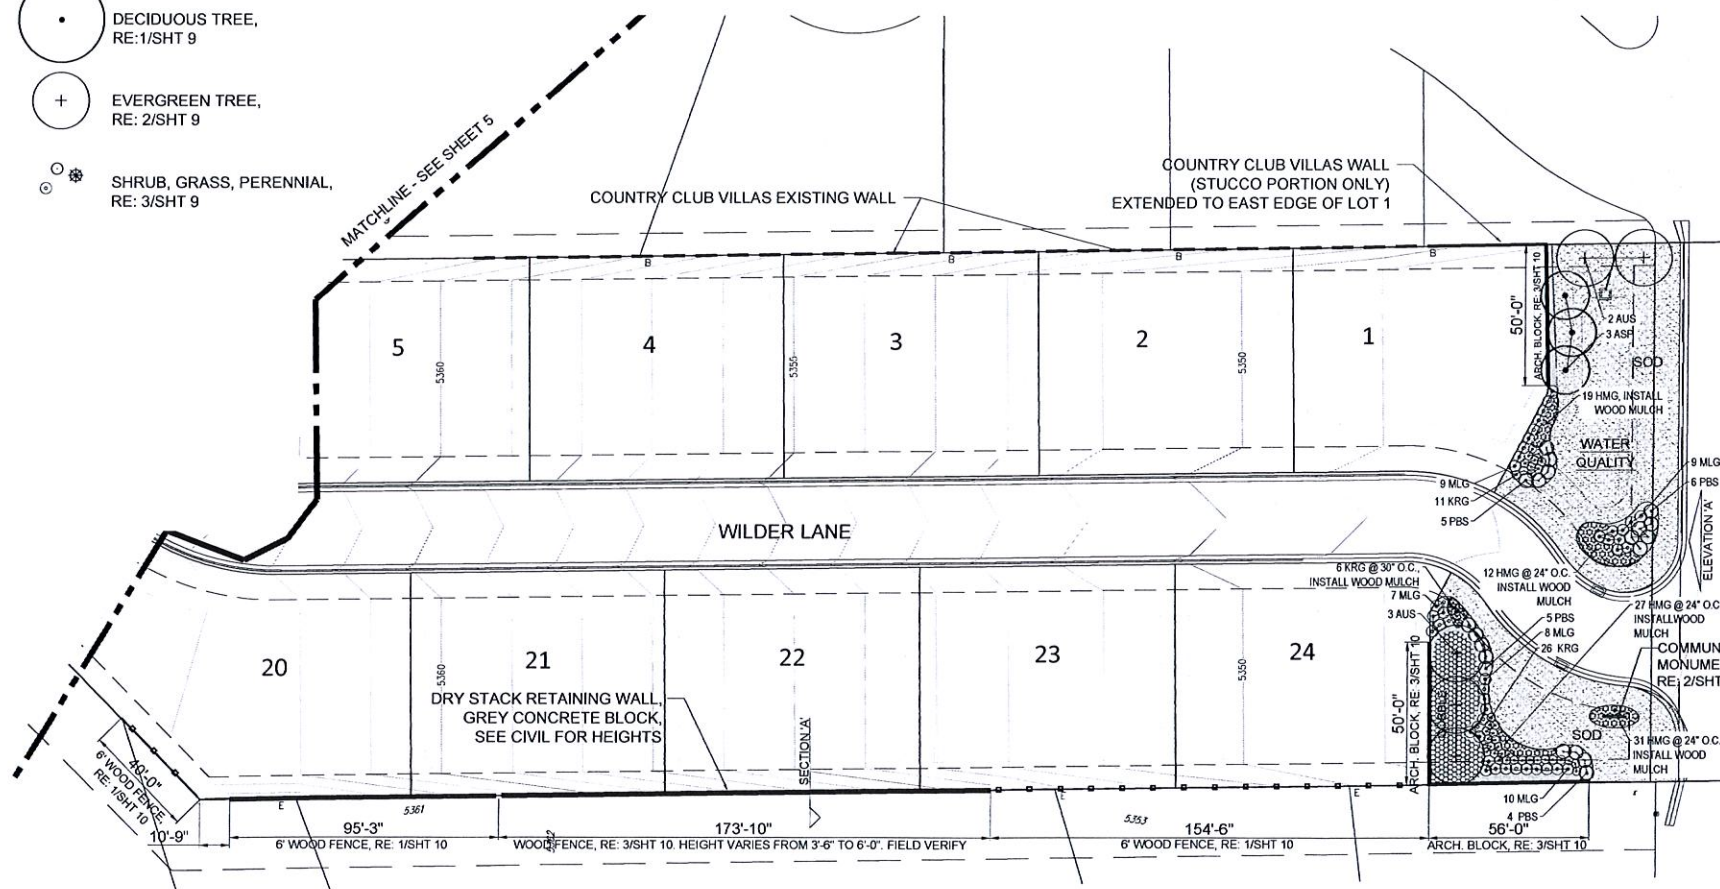 DECIDUOUS TREE,
RE:1/SHT 9
EVERGREEN TREE,
RE: 2/SHT 9
SHRUB, GRASS, PERENNIAL,
RE: 3/SHT 9
MATCHLINE - SEE SHEET 5
COUNTRY CLUB VILLAS EXISTING WALL
COUNTRY CLUB VILLAS WALL
(STUCCO PORTION ONLY)
EXTENDED TO EAST EDGE OF LOT 1
B
B
B
B
5
4
3
2
1
5360
5355
5350
50'-0"
ARCH. BLOCK, RE: 3/SHT 10
2 AUS
3 ASP
SOD
19 HMG, INSTALL
WOOD MULCH
WATER
QUALITY
9 MLG
6 PBS
9 MLG
11 KRG
5 PBS
ELEVATION 'A'
WILDER LANE
6 KRG @ 30" O.C.,
INSTALL WOOD MULCH
7 MLG
3 AUS
12 HMG @ 24" O.C.
INSTALL WOOD
MULCH
5 PBS
8 MLG
26 KRG
27 HMG @ 24" O.C
INSTALL WOOD
MULCH
COMMUN
MONUME
RE: 2/SHT
20
21
22
23
24
5360
5350
DRY STACK RETAINING WALL,
GREY CONCRETE BLOCK,
SEE CIVIL FOR HEIGHTS
SECTION 'A'
50'-0"
ARCH. BLOCK, RE: 3/SHT 10
SOD
31 HMG @ 24" O.C.
INSTALL WOOD
MULCH
10 MLG
4 PBS
40'-0"
6' WOOD FENCE,
RE: 1/SHT 10
E
5361
E
5353
E
10'-9"
95'-3"
173'-10"
154'-6"
56'-0"
6' WOOD FENCE, RE: 1/SHT 10
WOOD FENCE, RE: 3/SHT 10. HEIGHT VARIES FROM 3'-6" TO 6'-0". FIELD VERIFY
6' WOOD FENCE, RE: 1/SHT 10
ARCH. BLOCK, RE: 3/SHT 10